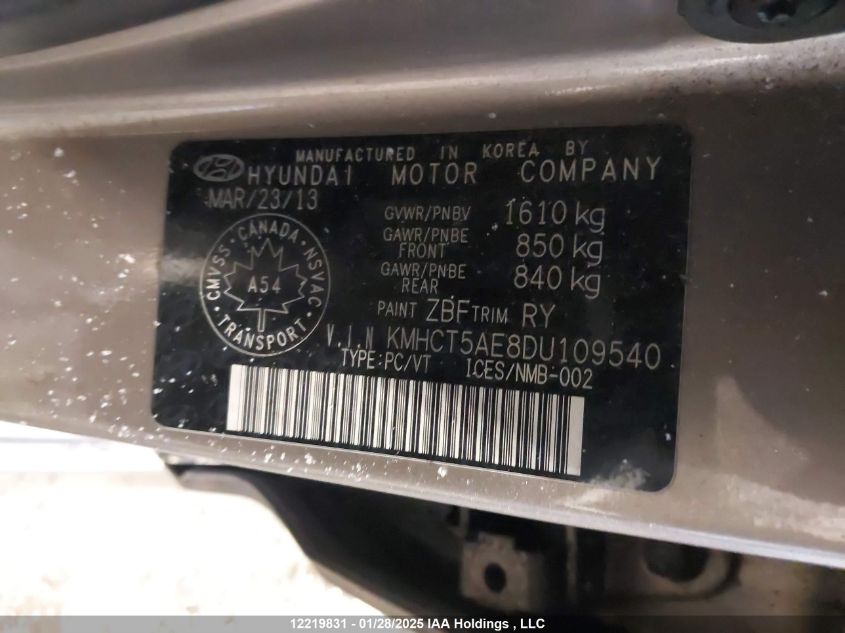 MANUFACTURED IN KOREA BY
HYUNDAI MOTOR COMPANY
MAR/23/13
GVWR/PNBV 1610 kg
GAWR/PNBE FRONT 850 kg
GAWR/PNBE REAR 840 kg
CMVSS · CANADA · NSVAC
A54
· TRANSPORT ·
PAINT ZBF TRIM RY
V.I.N KMHCT5AE8DU109540
TYPE:PC/VT ICES/NMB-002
12219831 - 01/28/2025 IAA Holdings , LLC